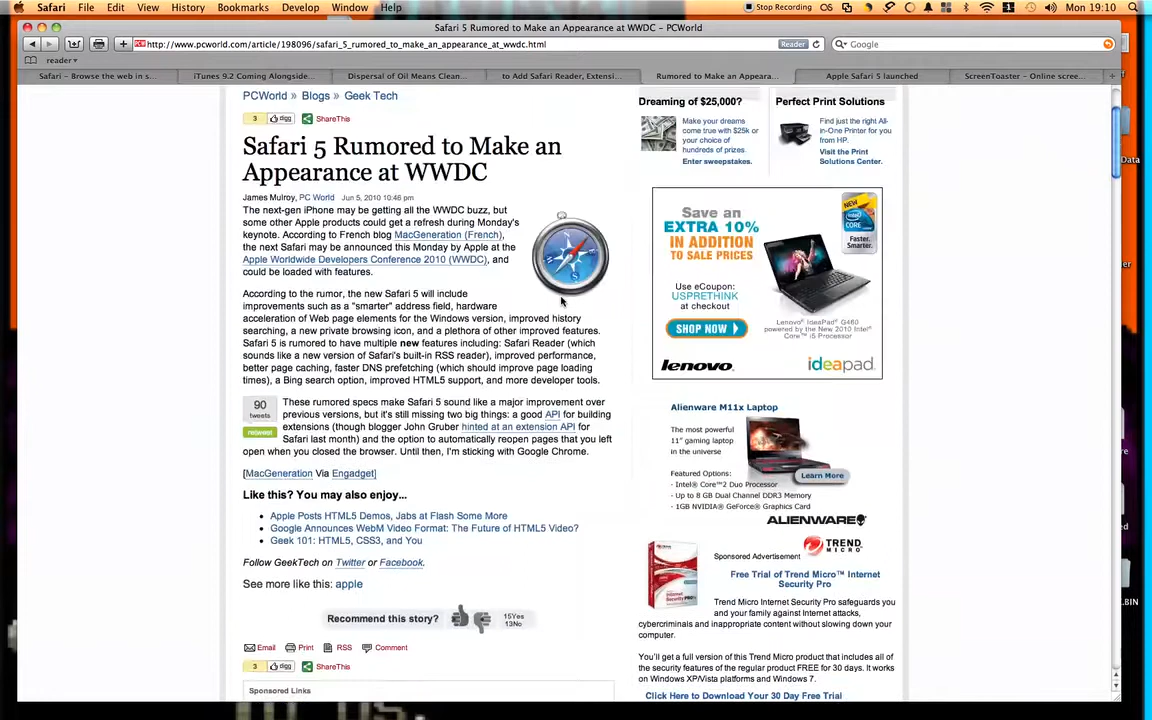 Safari File Edit View History Bookmarks Develop Window Help Stop Recording Mon 19:10
Safari 5 Rumored to Make an Appearance at WWDC - PCWorld
http://www.pcworld.com/article/198096/safari_5_rumored_to_make_an_appearance_at_wwdc.html Reader Google
reader
Safari - Browse the web in s... iTunes 9.2 Coming Alongside... Dispersal of Oil Means Clean... to Add Safari Reader, Extensi... Rumored to Make an Appeara... Apple Safari 5 launched ScreenToaster - Online scree...
PCWorld » Blogs » Geek Tech
3 digg ShareThis
Safari 5 Rumored to Make an
Appearance at WWDC
James Mulroy, PC World Jun 5, 2010 10:46 pm
The next-gen iPhone may be getting all the WWDC buzz, but
some other Apple products could get a refresh during Monday's
keynote. According to French blog MacGeneration (French),
the next Safari may be announced this Monday by Apple at the
Apple Worldwide Developers Conference 2010 (WWDC), and
could be loaded with features.
According to the rumor, the new Safari 5 will include
improvements such as a "smarter" address field, hardware
acceleration of Web page elements for the Windows version, improved history
searching, a new private browsing icon, and a plethora of other improved features.
Safari 5 is rumored to have multiple new features including: Safari Reader (which
sounds like a new version of Safari's built-in RSS reader), improved performance,
better page caching, faster DNS prefetching (which should improve page loading
times), a Bing search option, improved HTML5 support, and more developer tools.
90
tweets
retweet
These rumored specs make Safari 5 sound like a major improvement over
previous versions, but it's still missing two big things: a good API for building
extensions (though blogger John Gruber hinted at an extension API for
Safari last month) and the option to automatically reopen pages that you left
open when you closed the browser. Until then, I'm sticking with Google Chrome.
[MacGeneration Via Engadget]
Like this? You may also enjoy...
Apple Posts HTML5 Demos, Jabs at Flash Some More
Google Announces WebM Video Format: The Future of HTML5 Video?
Geek 101: HTML5, CSS3, and You
Follow GeekTech on Twitter or Facebook.
See more like this: apple
Recommend this story? 15Yes
13No
Email Print RSS Comment
3 digg ShareThis
Sponsored Links
Dreaming of $25,000?
Make your dreams
come true with $25k or
your choice of
hundreds of prizes.
Enter sweepstakes.
Perfect Print Solutions
Find just the right All-
in-One Printer for you
from HP.
Visit the Print
Solutions Center.
Save an
EXTRA 10%
IN ADDITION
TO SALE PRICES
Use eCoupon:
USPRETHINK
at checkout
SHOP NOW
lenovo
NEW
intel
CORE
Faster.
Smarter.
Lenovo® IdeaPad® G460
powered by the New 2010 Intel®
Core™ i5 Processor
ideapad
Alienware M11x Laptop
The most powerful
11" gaming laptop
in the universe
Learn More
Featured Options:
- Intel® Core™2 Duo Processor
- Up to 8 GB Dual Channel DDR3 Memory
- 1GB NVIDIA® GeForce® Graphics Card
ALIENWARE
Sponsored Advertisement TREND
MICRO
Free Trial of Trend Micro™ Internet
Security Pro
Trend Micro Internet Security Pro safeguards you
and your family against Internet attacks,
cybercriminals and inappropriate content without slowing down your
computer.
You'll get a full version of this Trend Micro product that includes all of
the security features of the regular product FREE for 30 days. It works
on Windows XP/Vista platforms and Windows 7.
Click Here to Download Your 30 Day Free Trial
Data
.BIN